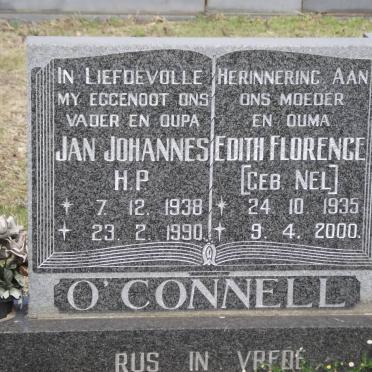 IN LIEFDEVOLLE HERINNERING AAN
MY EGGENOOT ONS
VADER EN OUPA
JAN JOHANNES
H.P
* 7. 12. 1938
✝ 23. 2. 1990.
ONS MOEDER
EN OUMA
EDITH FLORENCE
[GEB. NEL]
* 24 10 1935
✝ 9. 4. 2000.
O'CONNELL
RUS IN VREDE